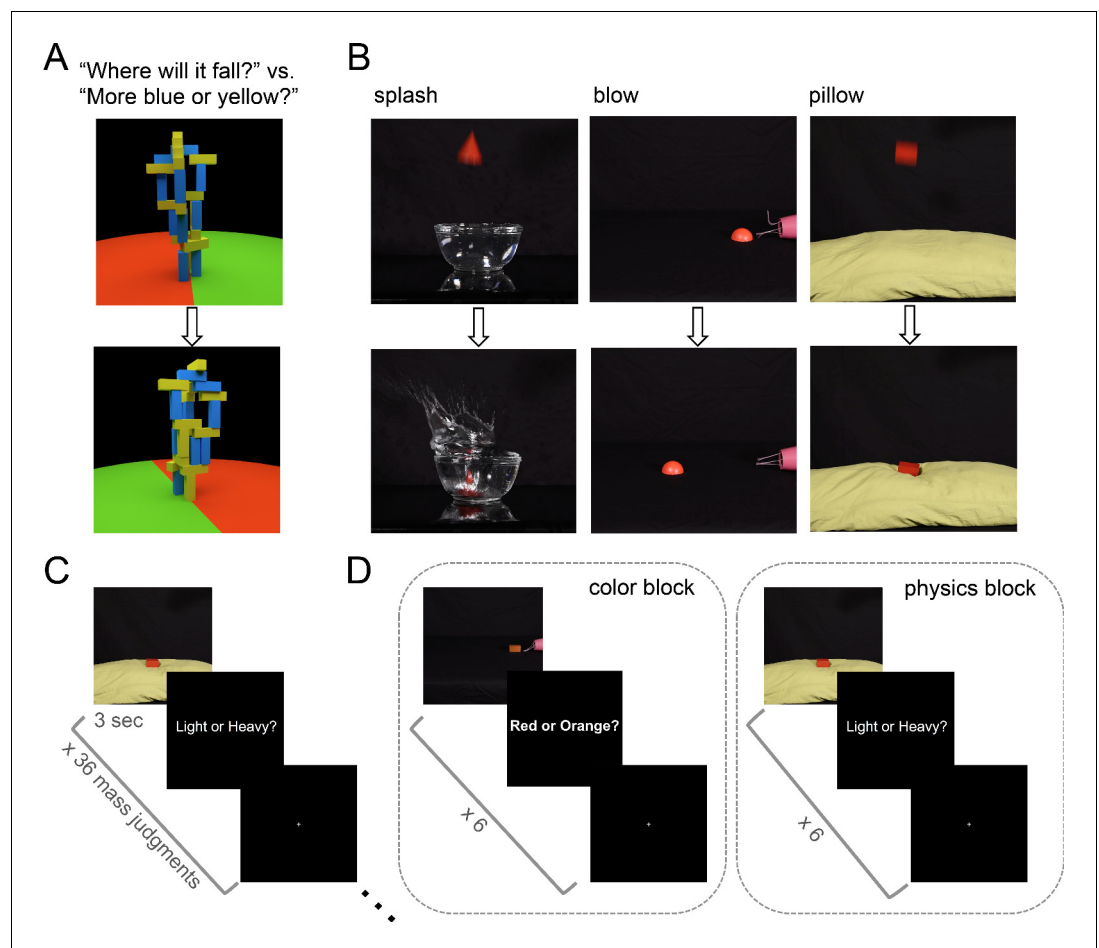 A
“Where will it fall?” vs.
“More blue or yellow?”
B
splash
blow
pillow
C
3 sec
Light or Heavy?
x 36 mass judgments
D
color block
Red or Orange?
x 6
physics block
Light or Heavy?
x 6